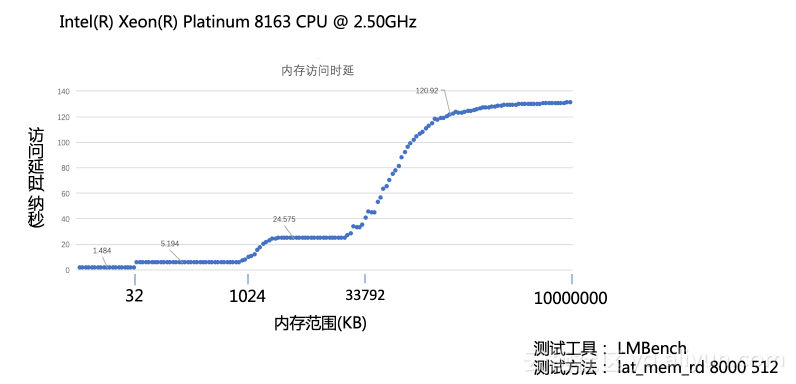 Intel(R) Xeon(R) Platinum 8163 CPU @ 2.50GHz
内存访问时延
140
120
100
80
60
40
20
0
访问延时(纳秒)
1.484
5.194
24.575
120.92
32
1024
33792
10000000
内存范围(KB)
测试工具： LMBench
测试方法： lat_mem_rd 8000 512